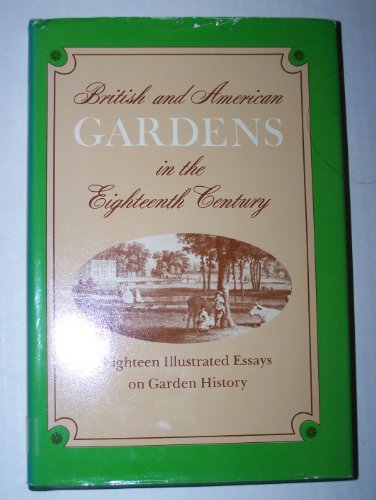 British and American
GARDENS
in the
Eighteenth Century
Eighteen Illustrated Essays
on Garden History